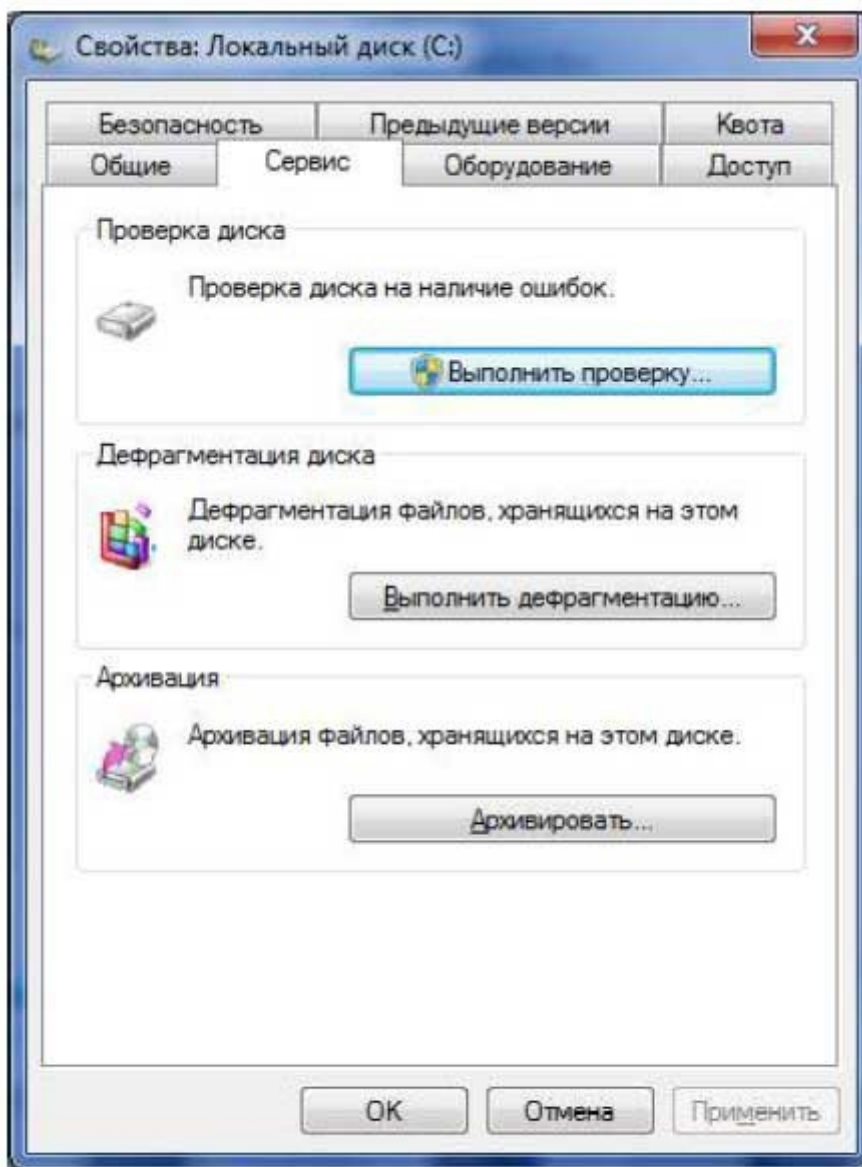 Свойства: Локальный диск (C:)
Безопасность Предыдущие версии Квота
Общие Сервис Оборудование Доступ
Проверка диска
Проверка диска на наличие ошибок.
Выполнить проверку...
Дефрагментация диска
Дефрагментация файлов, хранящихся на этом
диске.
Выполнить дефрагментацию...
Архивация
Архивация файлов, хранящихся на этом диске.
Архивировать...
ОК Отмена Применить